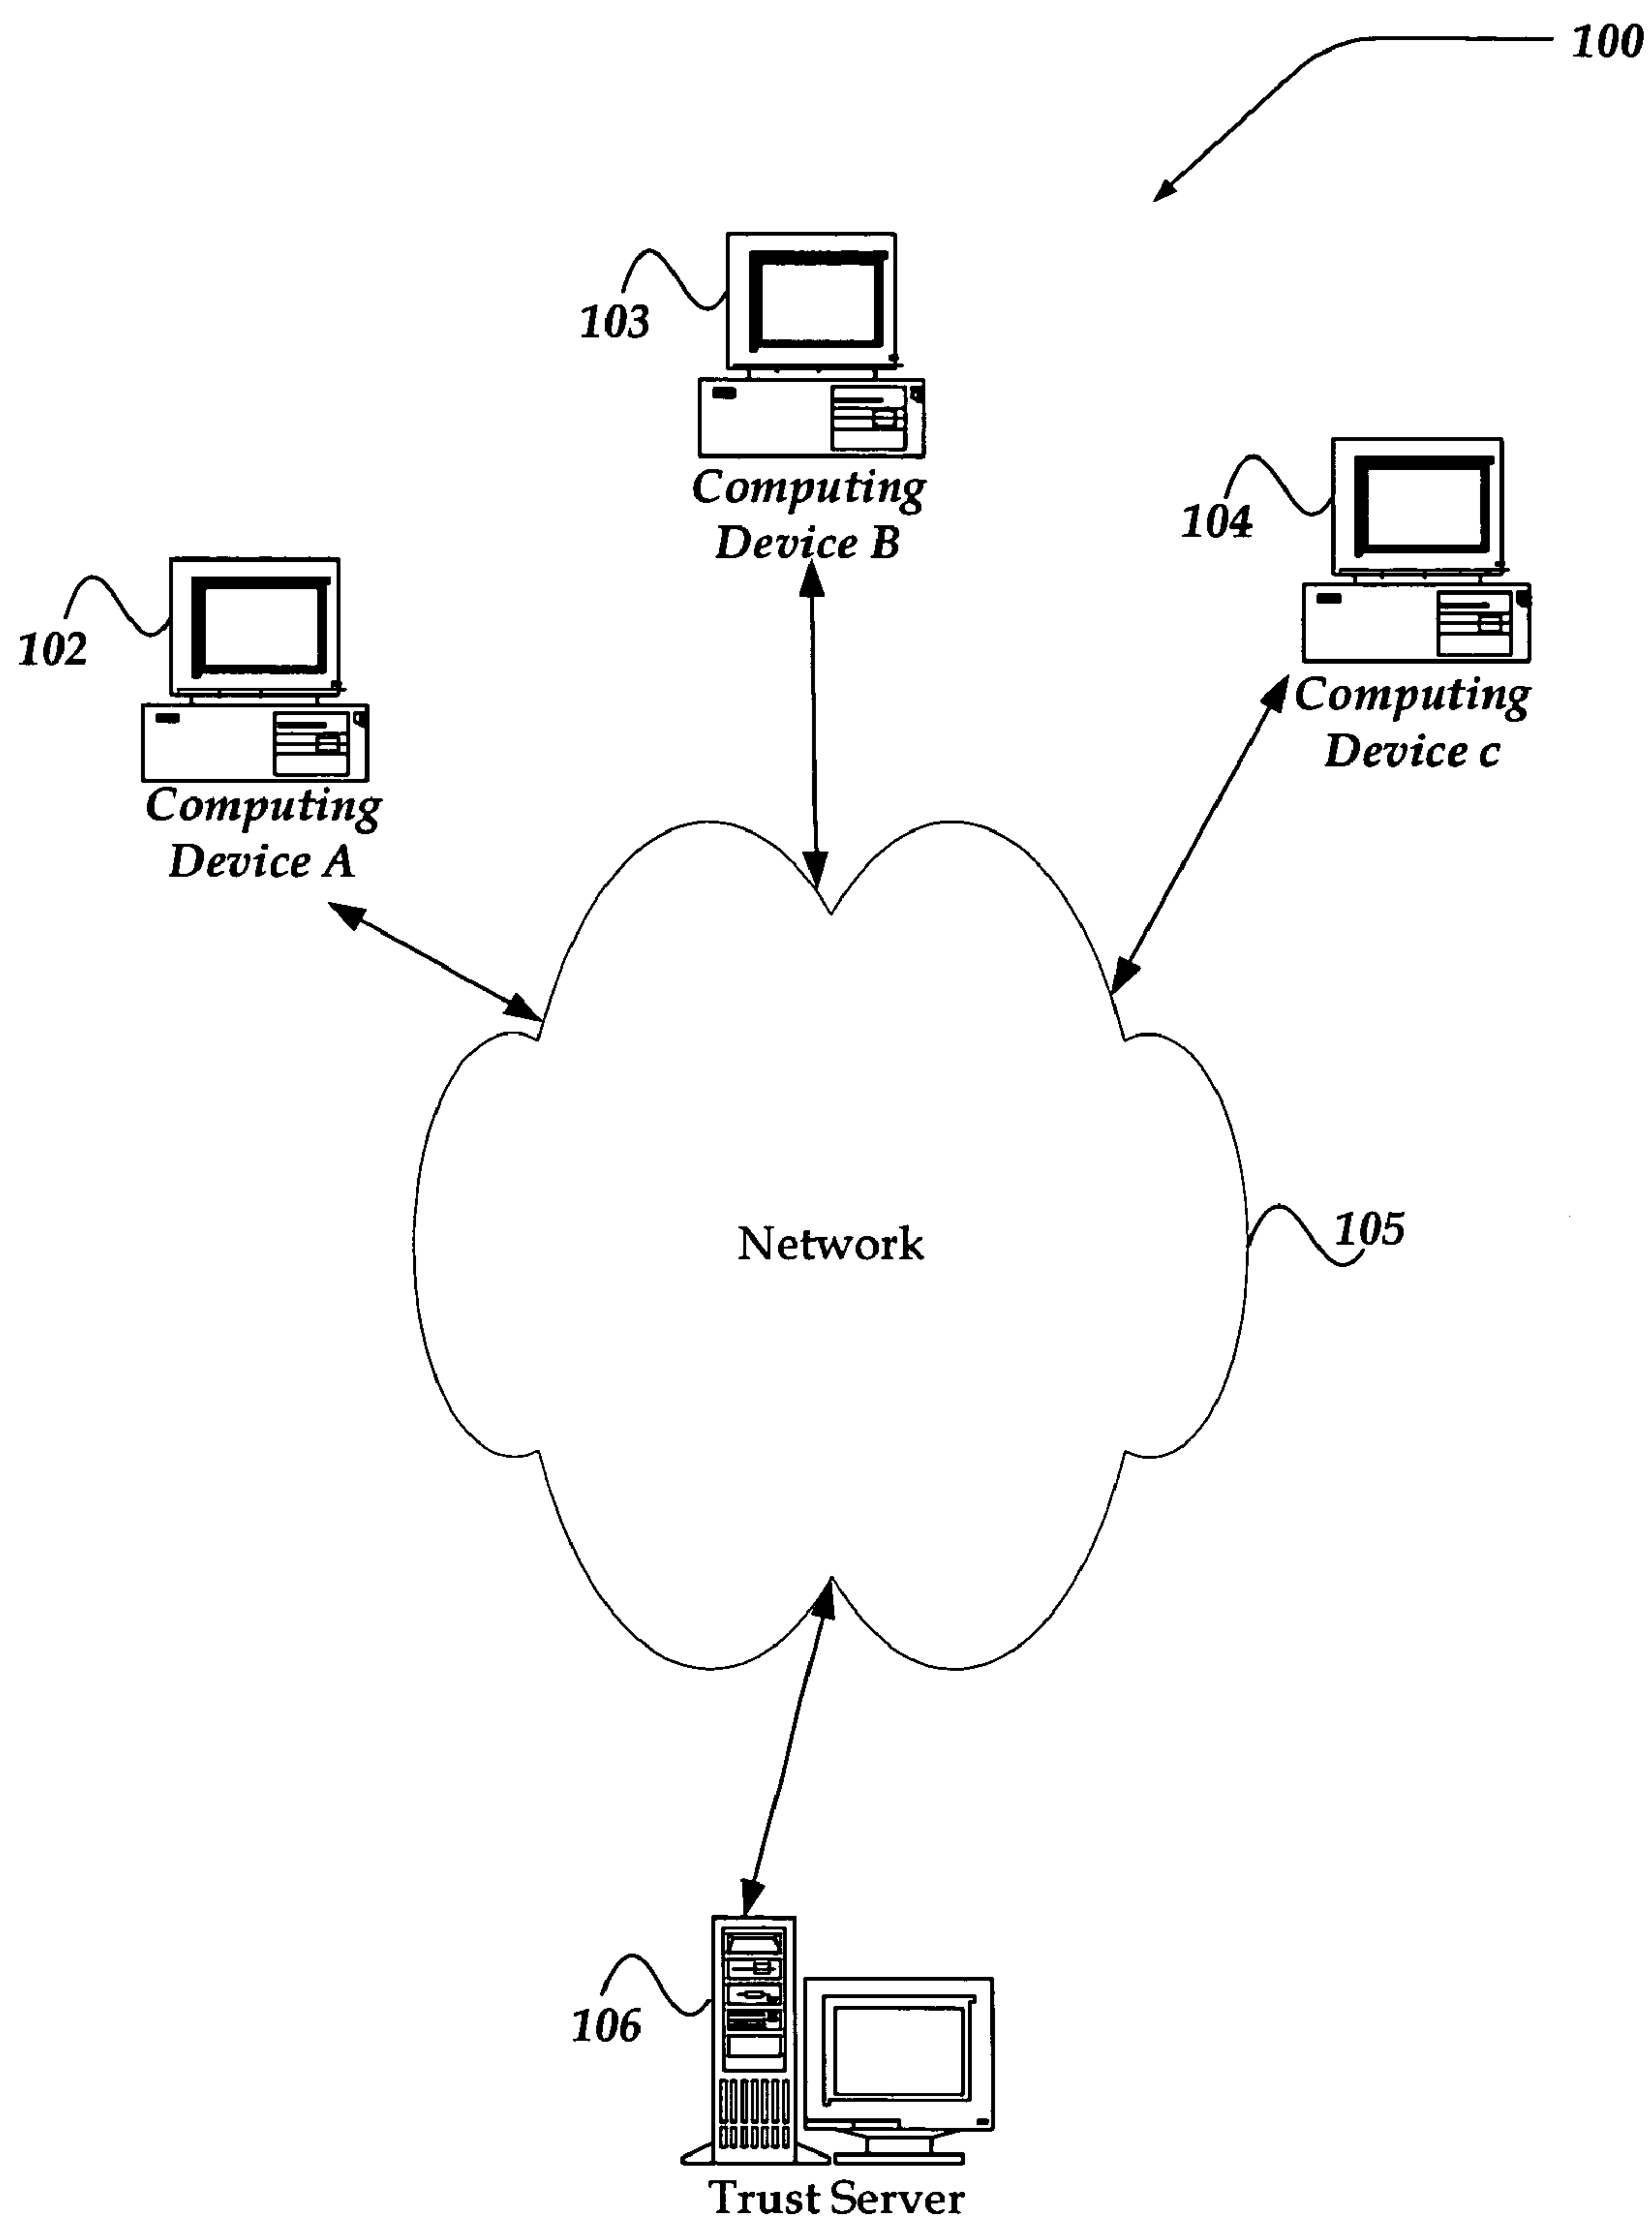 100
103
Computing
Device B
104
Computing
Device c
102
Computing
Device A
Network
105
106
Trust Server